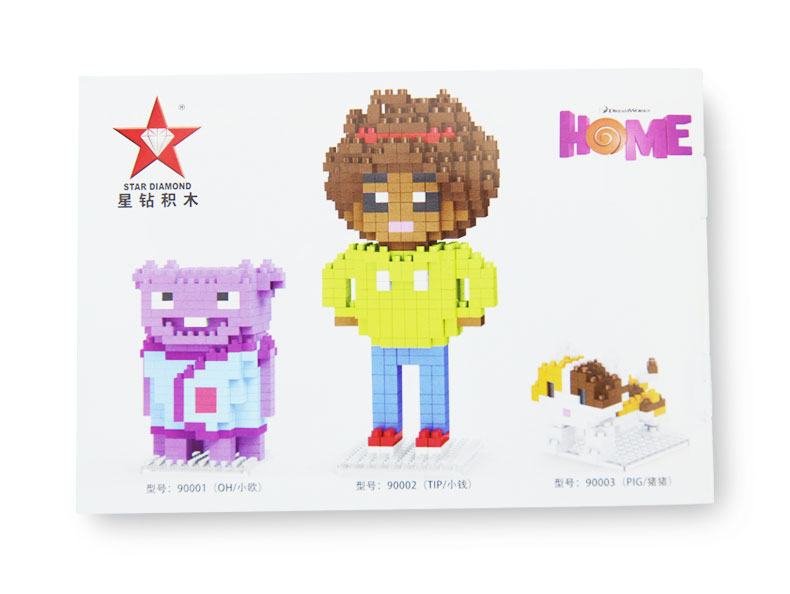 ®
STAR DIAMOND
星钻积木
DREAMWORKS
HOME
型号：90001（OH/小欧）
型号：90002（TIP/小钱）
型号：90003（PIG/猪猪）